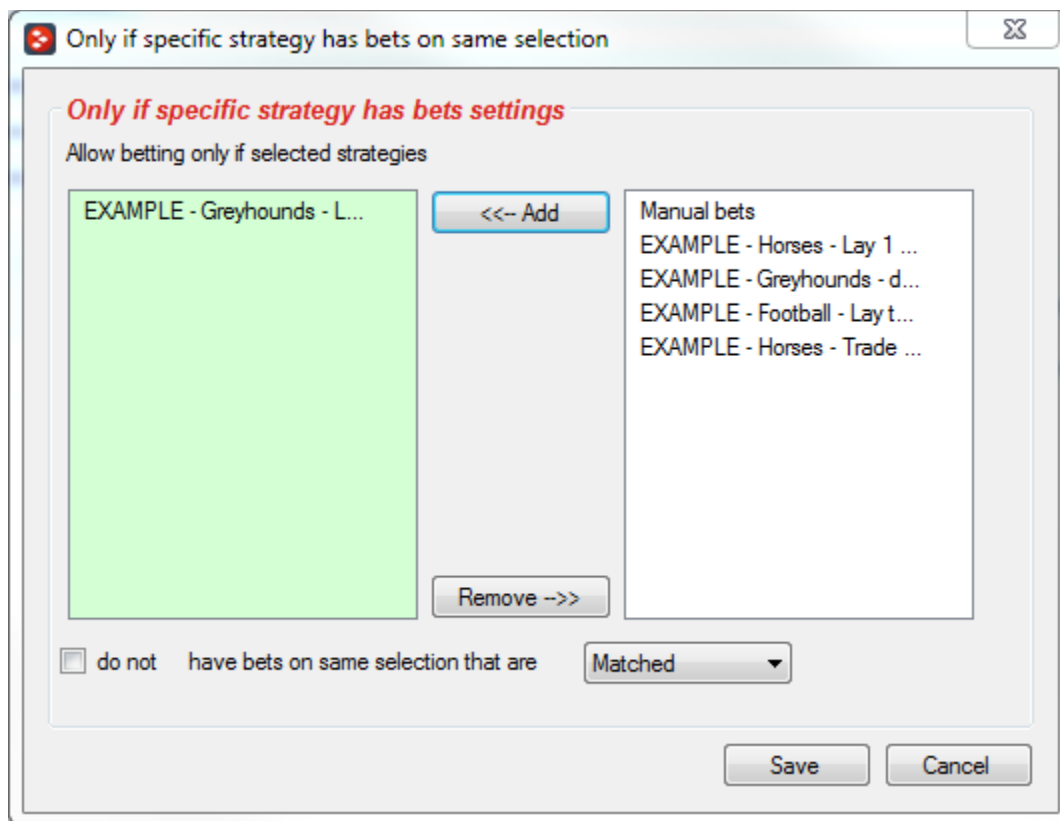 Only if specific strategy has bets on same selection
Only if specific strategy has bets settings
Allow betting only if selected strategies
EXAMPLE - Greyhounds - L...
<<-- Add
Manual bets
EXAMPLE - Horses - Lay 1 ...
EXAMPLE - Greyhounds - d...
EXAMPLE - Football - Lay t...
EXAMPLE - Horses - Trade ...
Remove -->>
do not have bets on same selection that are Matched
Save Cancel